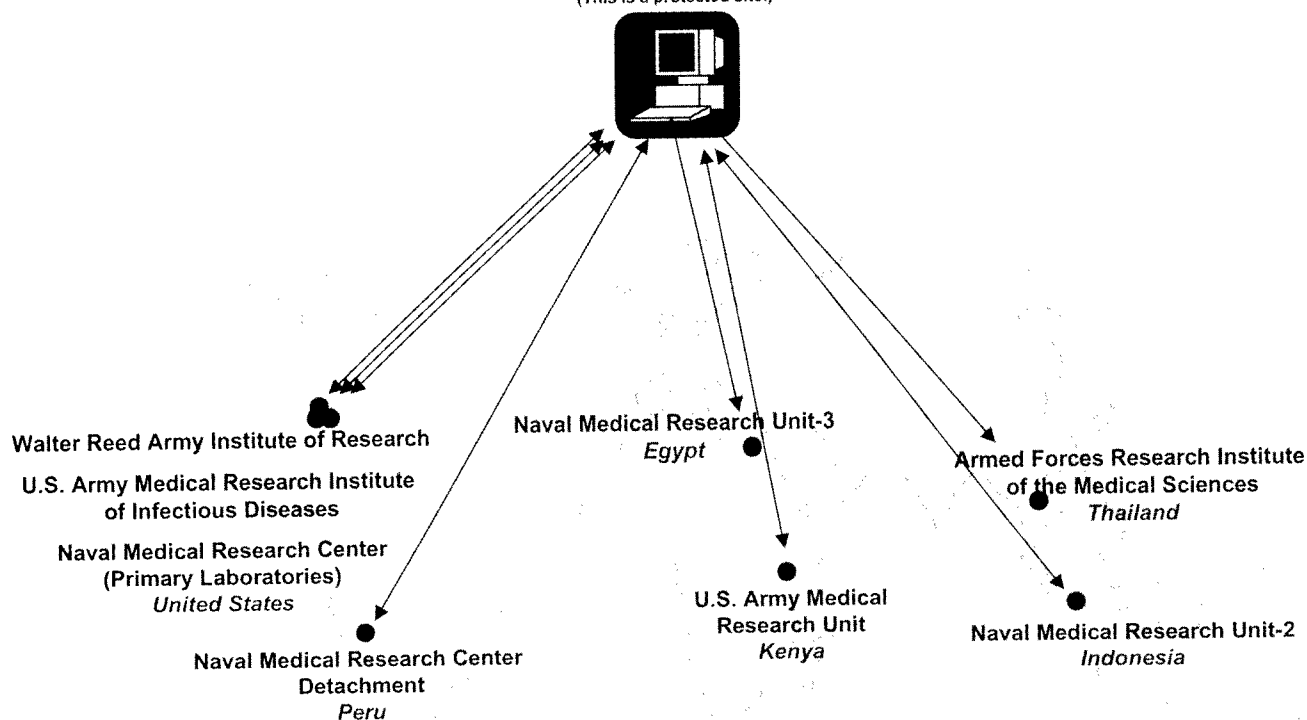 (This is a protected site.)
Walter Reed Army Institute of Research
U.S. Army Medical Research Institute
of Infectious Diseases
Naval Medical Research Center
(Primary Laboratories)
United States
Naval Medical Research Center
Detachment
Peru
Naval Medical Research Unit-3
Egypt
U.S. Army Medical
Research Unit
Kenya
Armed Forces Research Institute
of the Medical Sciences
Thailand
Naval Medical Research Unit-2
Indonesia